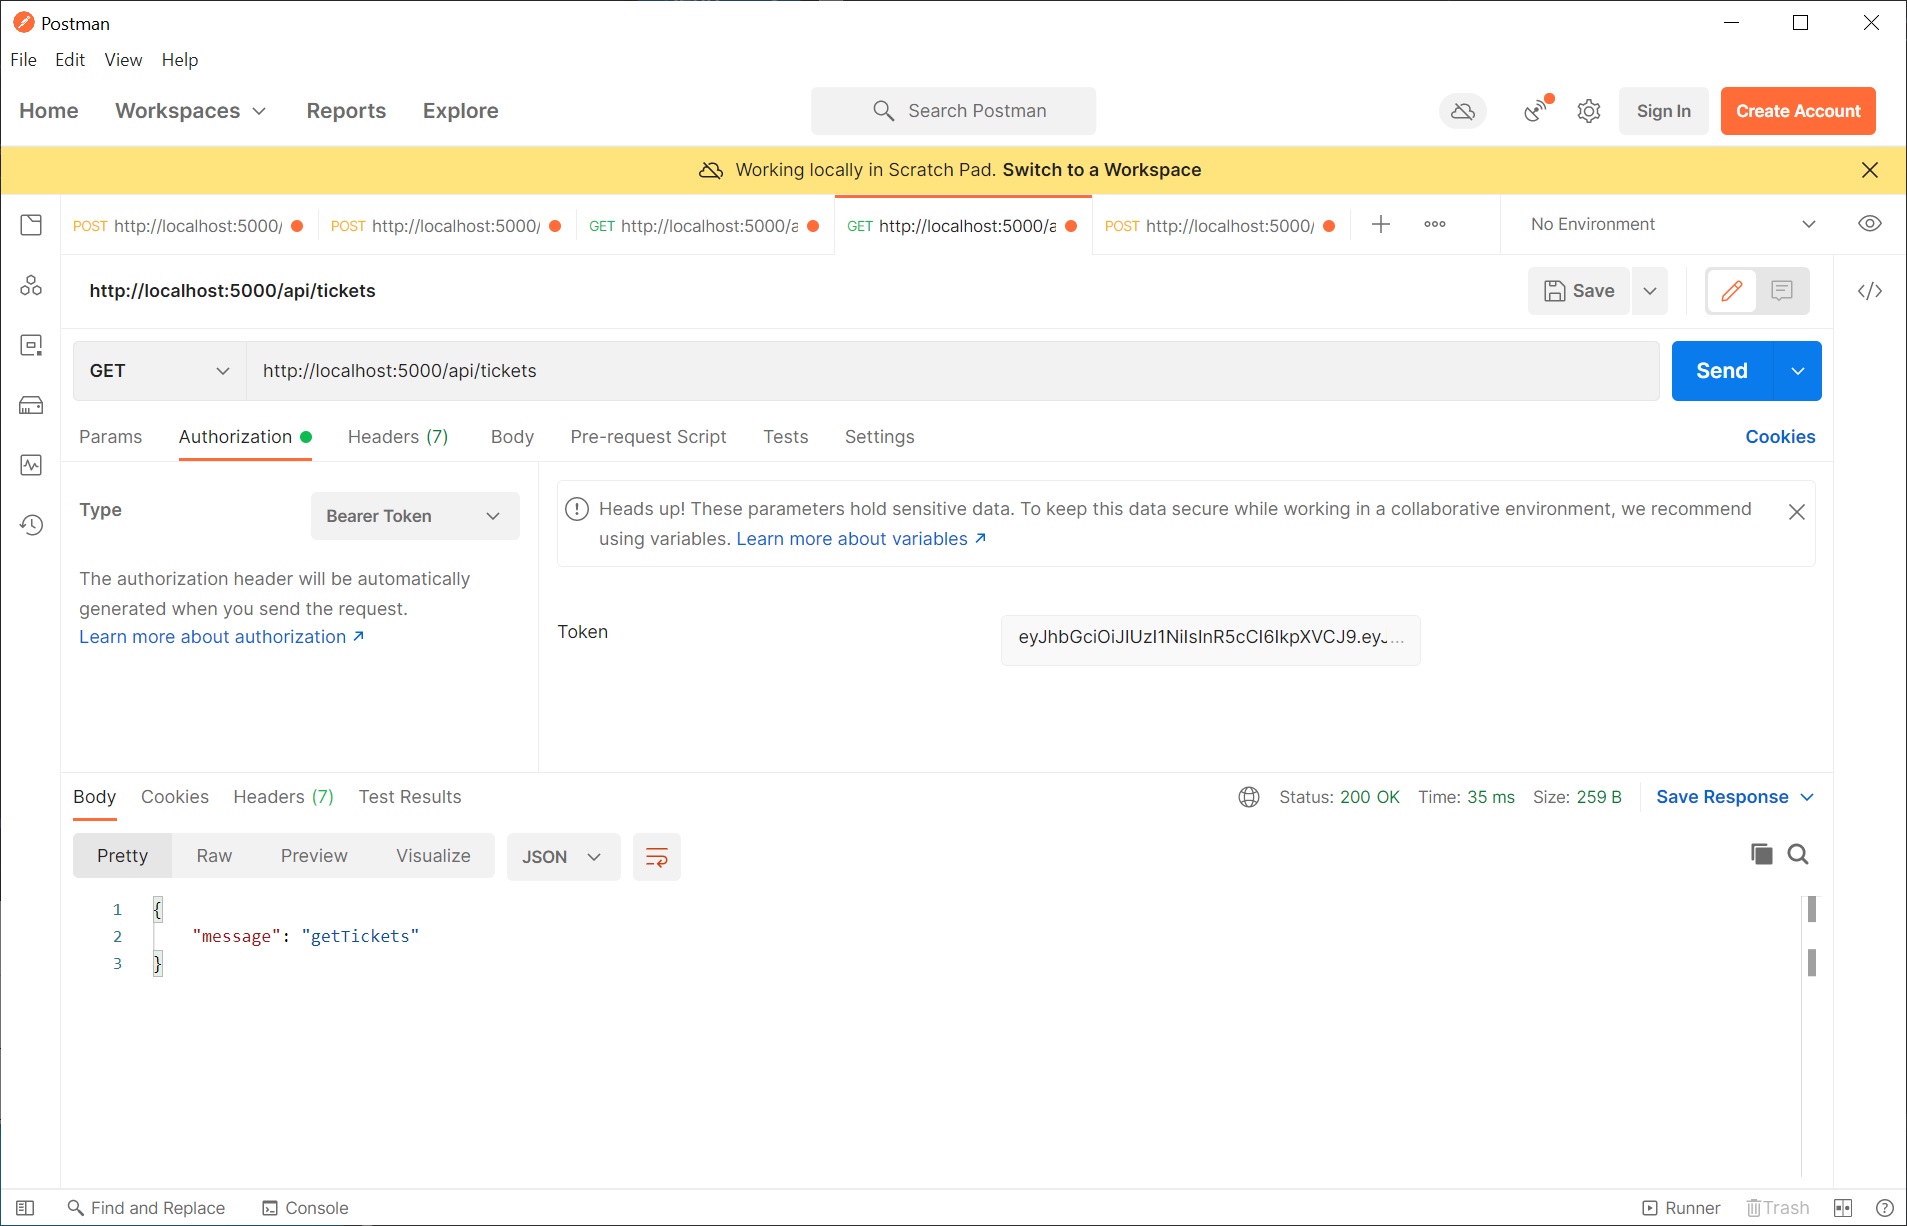 Postman
File Edit View Help
Home Workspaces Reports Explore Search Postman Sign In Create Account
Working locally in Scratch Pad. Switch to a Workspace
POST http://localhost:5000/ POST http://localhost:5000/ GET http://localhost:5000/a GET http://localhost:5000/a POST http://localhost:5000/ No Environment
http://localhost:5000/api/tickets Save
GET http://localhost:5000/api/tickets Send
Params Authorization Headers (7) Body Pre-request Script Tests Settings Cookies
Type Bearer Token
The authorization header will be automatically
generated when you send the request.
Learn more about authorization ↗
Heads up! These parameters hold sensitive data. To keep this data secure while working in a collaborative environment, we recommend
using variables. Learn more about variables ↗
Token eyJhbGciOiJIUzI1NiIsInR5cCI6IkpXVCJ9.eyJ...
Body Cookies Headers (7) Test Results Status: 200 OK Time: 35 ms Size: 259 B Save Response
Pretty Raw Preview Visualize JSON
1 {
2 "message": "getTickets"
3 }
Find and Replace Console Runner Trash